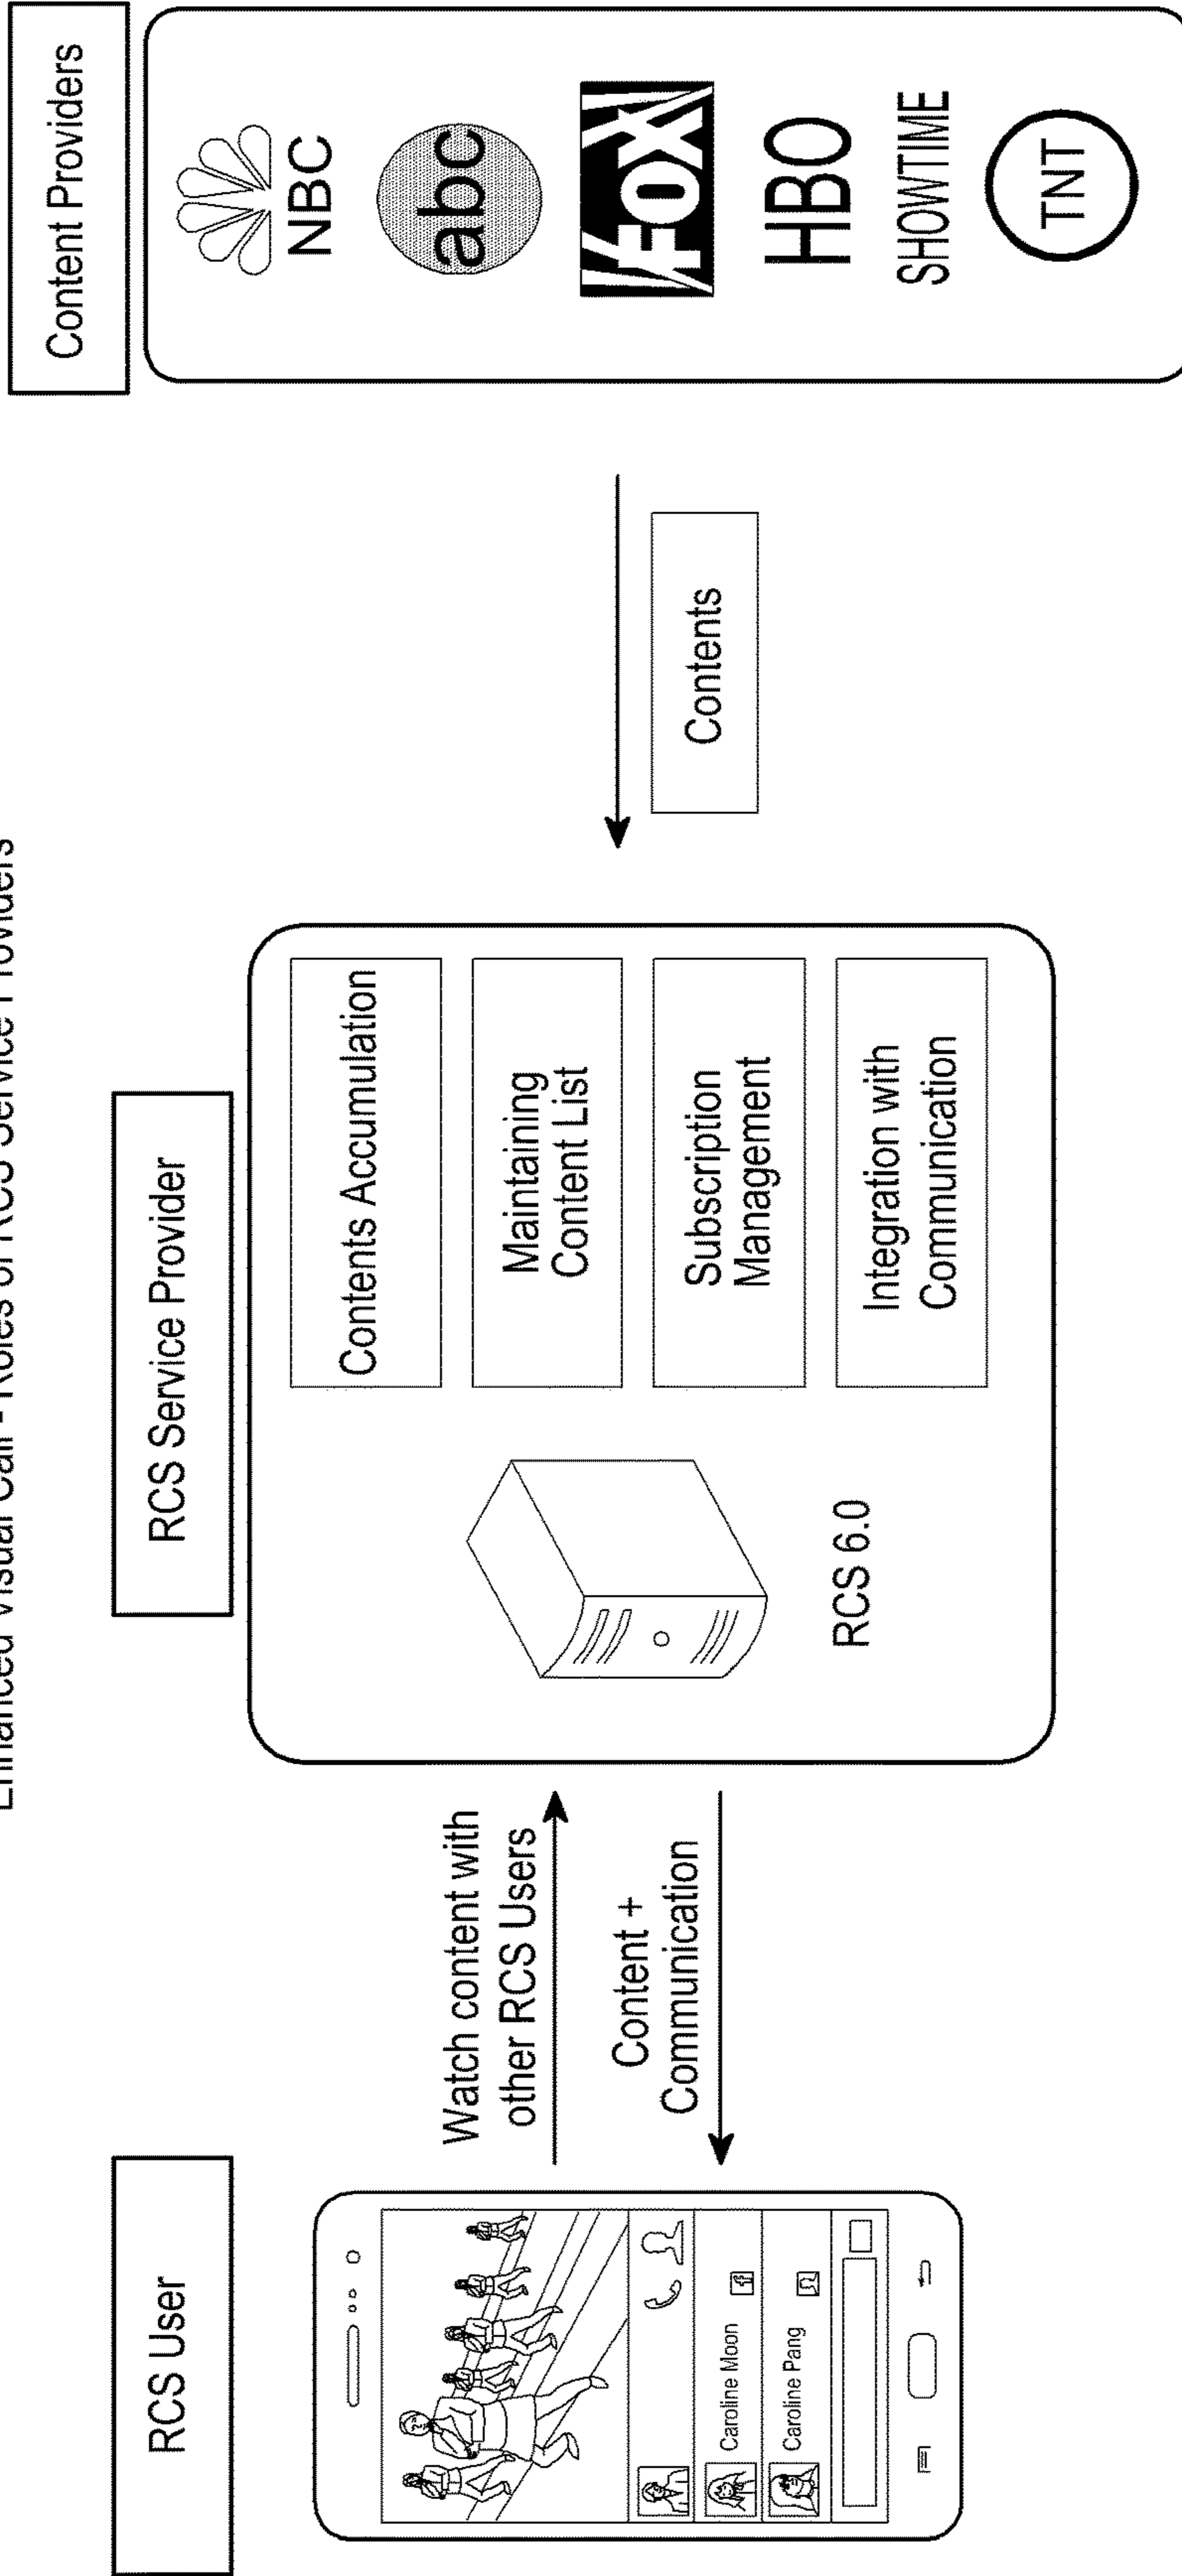 Enhanced Visual Call - Roles of RCS Service Providers
RCS User
Caroline Moon
f
Caroline Pang
Watch content with
other RCS Users
Content +
Communication
RCS Service Provider
RCS 6.0
Contents Accumulation
Maintaining
Content List
Subscription
Management
Integration with
Communication
Contents
Content Providers
NBC
abc
FOX
HBO
SHOWTIME
TNT